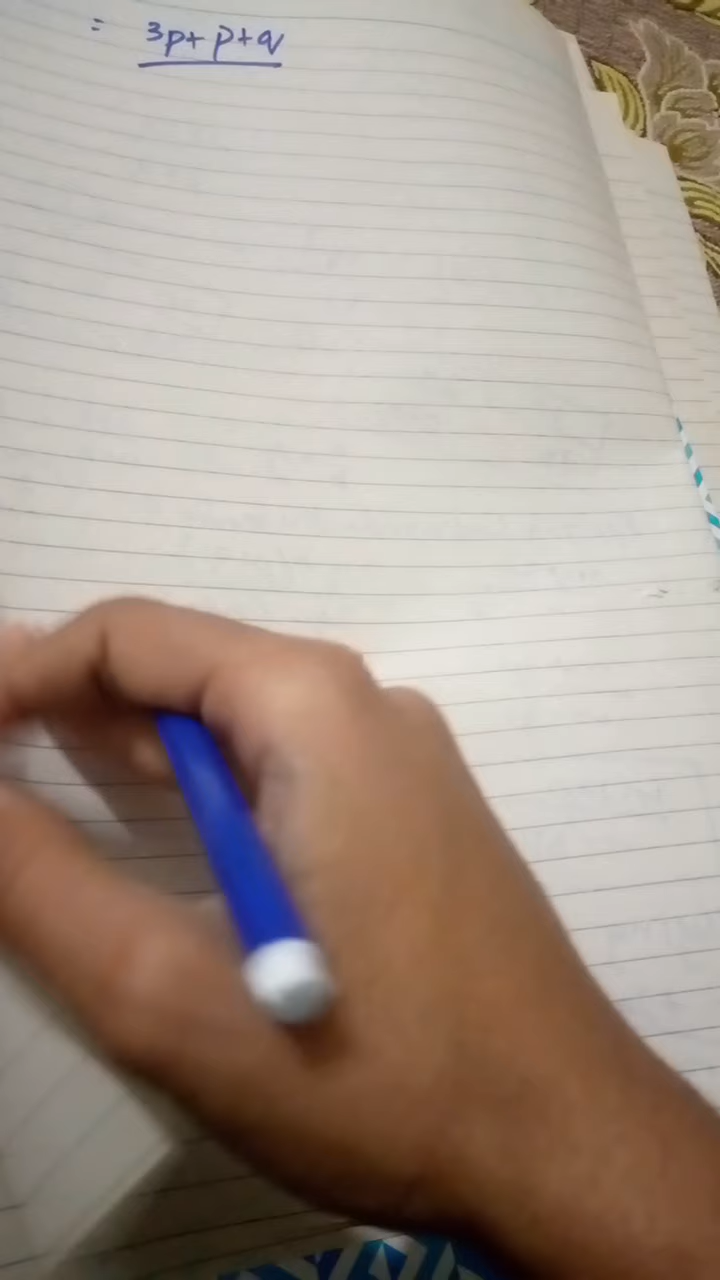 = 3p+ p+q